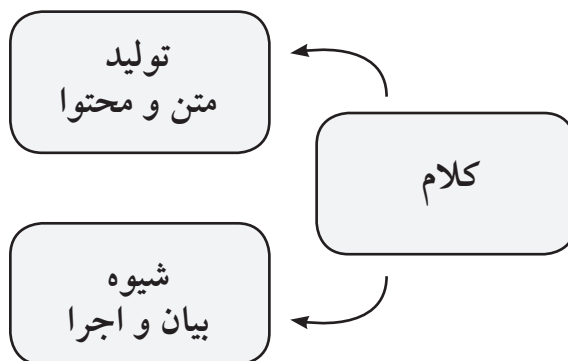 کلام
تولید
متن و محتوا
شیوه
بیان و اجرا